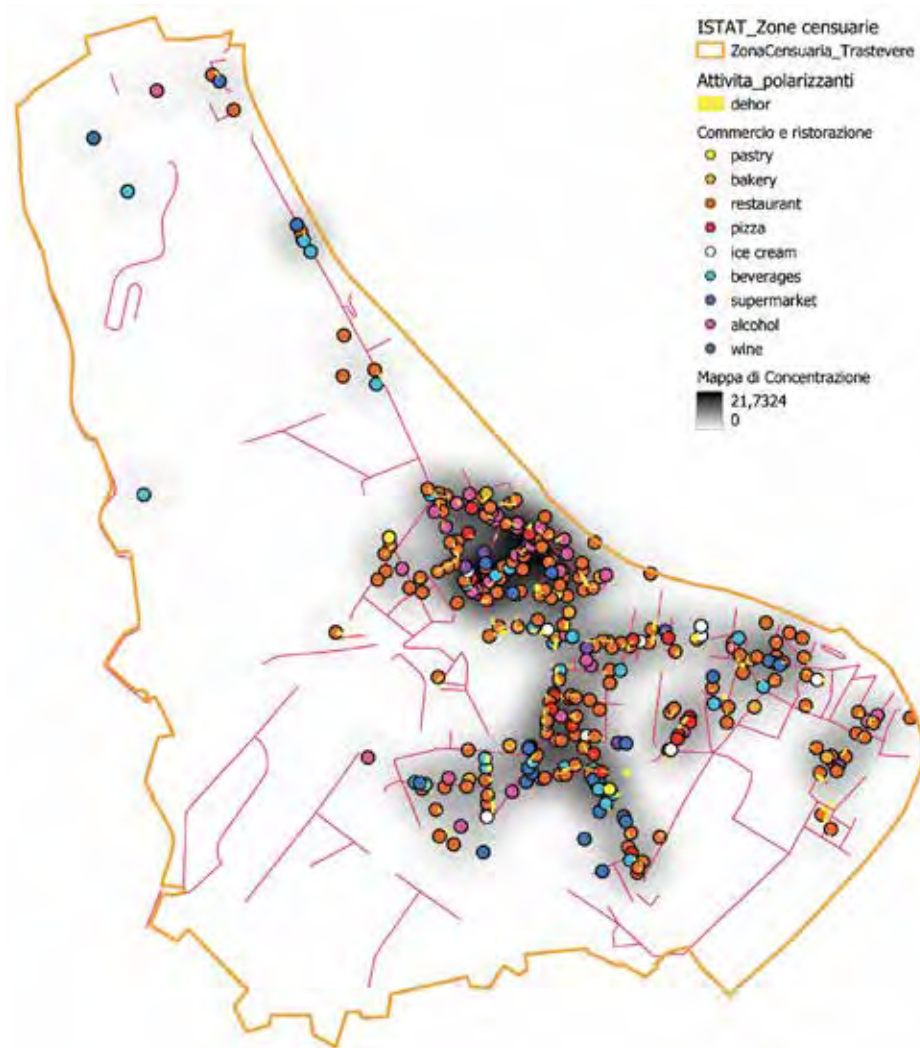 ISTAT_Zone censuarie
ZonaCensuaria_Trastevere
Attivita_polarizzanti
dehor
Commercio e ristorazione
pastry
bakery
restaurant
pizza
ice cream
beverages
supermarket
alcohol
wine
Mappa di Concentrazione
21,7324
0